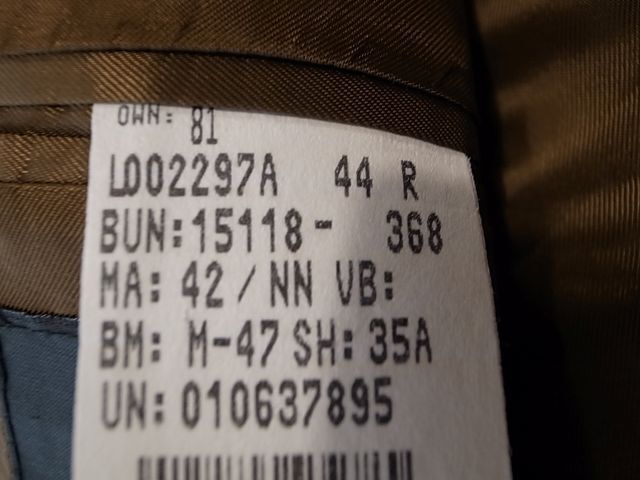 OWN: 81
LD02297A 44 R
BUN:15118- 368
MA: 42 / NN VB:
BM: M-47 SH: 35A
UN: 010637895